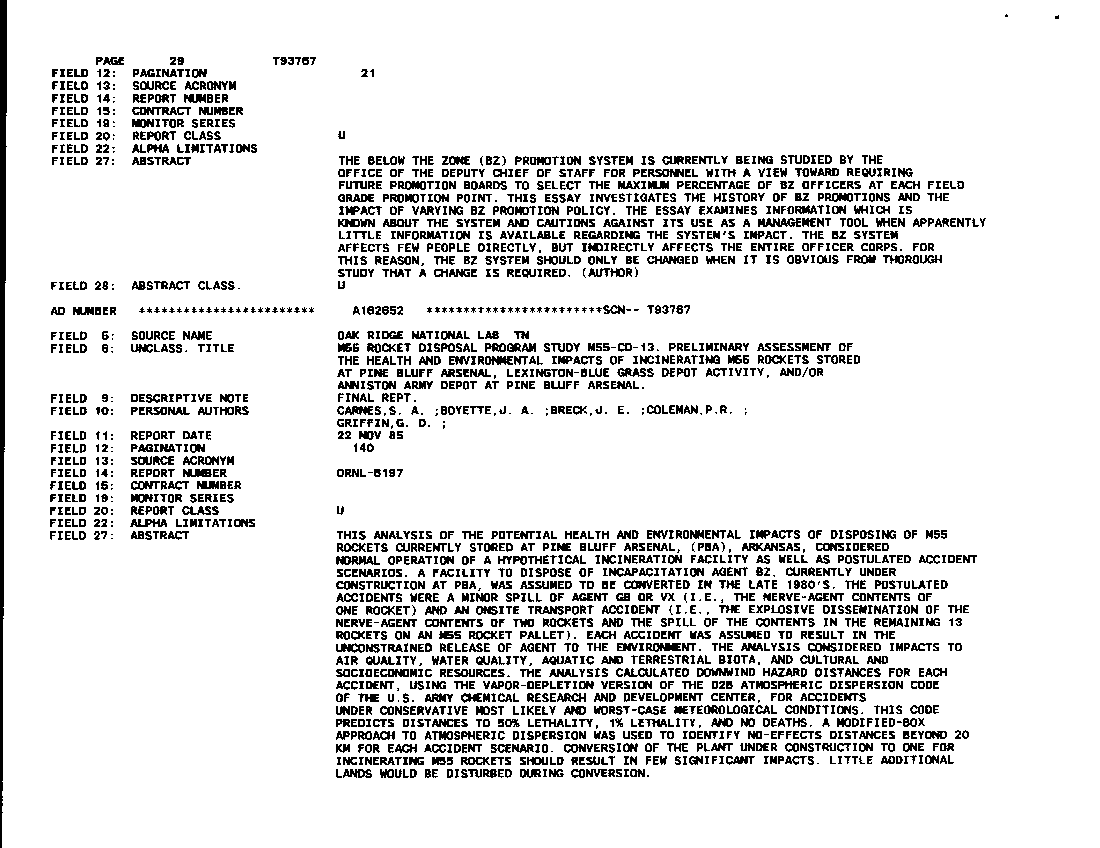 PAGE 29 T93767
FIELD 12: PAGINATION 21
FIELD 13: SOURCE ACRONYM
FIELD 14: REPORT NUMBER
FIELD 15: CONTRACT NUMBER
FIELD 19: MONITOR SERIES
FIELD 20: REPORT CLASS U
FIELD 22: ALPHA LIMITATIONS
FIELD 27: ABSTRACT THE BELOW THE ZONE (BZ) PROMOTION SYSTEM IS CURRENTLY BEING STUDIED BY THE
OFFICE OF THE DEPUTY CHIEF OF STAFF FOR PERSONNEL WITH A VIEW TOWARD REQUIRING
FUTURE PROMOTION BOARDS TO SELECT THE MAXIMUM PERCENTAGE OF BZ OFFICERS AT EACH FIELD
GRADE PROMOTION POINT. THIS ESSAY INVESTIGATES THE HISTORY OF BZ PROMOTIONS AND THE
IMPACT OF VARYING BZ PROMOTION POLICY. THE ESSAY EXAMINES INFORMATION WHICH IS
KNOWN ABOUT THE SYSTEM AND CAUTIONS AGAINST ITS USE AS A MANAGEMENT TOOL WHEN APPARENTLY
LITTLE INFORMATION IS AVAILABLE REGARDING THE SYSTEM'S IMPACT. THE BZ SYSTEM
AFFECTS FEW PEOPLE DIRECTLY, BUT INDIRECTLY AFFECTS THE ENTIRE OFFICER CORPS. FOR
THIS REASON, THE BZ SYSTEM SHOULD ONLY BE CHANGED WHEN IT IS OBVIOUS FROM THOROUGH
STUDY THAT A CHANGE IS REQUIRED. (AUTHOR)
FIELD 28: ABSTRACT CLASS. U
AD NUMBER ************************ A162652 ************************SCN-- T93767
FIELD 5: SOURCE NAME OAK RIDGE NATIONAL LAB TN
FIELD 6: UNCLASS. TITLE M55 ROCKET DISPOSAL PROGRAM STUDY M55-CD-13. PRELIMINARY ASSESSMENT OF
THE HEALTH AND ENVIRONMENTAL IMPACTS OF INCINERATING M55 ROCKETS STORED
AT PINE BLUFF ARSENAL, LEXINGTON-BLUE GRASS DEPOT ACTIVITY, AND/OR
ANNISTON ARMY DEPOT AT PINE BLUFF ARSENAL.
FIELD 9: DESCRIPTIVE NOTE FINAL REPT.
FIELD 10: PERSONAL AUTHORS CARNES,S. A. ;BOYETTE,J. A. ;BRECK,J. E. ;COLEMAN,P.R. ;
GRIFFIN,G. D. ;
FIELD 11: REPORT DATE 22 NOV 85
FIELD 12: PAGINATION 140
FIELD 13: SOURCE ACRONYM
FIELD 14: REPORT NUMBER ORNL-6197
FIELD 15: CONTRACT NUMBER
FIELD 19: MONITOR SERIES
FIELD 20: REPORT CLASS U
FIELD 22: ALPHA LIMITATIONS
FIELD 27: ABSTRACT THIS ANALYSIS OF THE POTENTIAL HEALTH AND ENVIRONMENTAL IMPACTS OF DISPOSING OF M55
ROCKETS CURRENTLY STORED AT PINE BLUFF ARSENAL, (PBA), ARKANSAS, CONSIDERED
NORMAL OPERATION OF A HYPOTHETICAL INCINERATION FACILITY AS WELL AS POSTULATED ACCIDENT
SCENARIOS. A FACILITY TO DISPOSE OF INCAPACITATION AGENT BZ, CURRENTLY UNDER
CONSTRUCTION AT PBA, WAS ASSUMED TO BE CONVERTED IN THE LATE 1980'S. THE POSTULATED
ACCIDENTS WERE A MINOR SPILL OF AGENT GB OR VX (I.E., THE NERVE-AGENT CONTENTS OF
ONE ROCKET) AND AN ONSITE TRANSPORT ACCIDENT (I.E., THE EXPLOSIVE DISSEMINATION OF THE
NERVE-AGENT CONTENTS OF TWO ROCKETS AND THE SPILL OF THE CONTENTS IN THE REMAINING 13
ROCKETS ON AN M55 ROCKET PALLET). EACH ACCIDENT WAS ASSUMED TO RESULT IN THE
UNCONSTRAINED RELEASE OF AGENT TO THE ENVIRONMENT. THE ANALYSIS CONSIDERED IMPACTS TO
AIR QUALITY, WATER QUALITY, AQUATIC AND TERRESTRIAL BIOTA, AND CULTURAL AND
SOCIOECONOMIC RESOURCES. THE ANALYSIS CALCULATED DOWNWIND HAZARD DISTANCES FOR EACH
ACCIDENT, USING THE VAPOR-DEPLETION VERSION OF THE D2B ATMOSPHERIC DISPERSION CODE
OF THE U.S. ARMY CHEMICAL RESEARCH AND DEVELOPMENT CENTER, FOR ACCIDENTS
UNDER CONSERVATIVE MOST LIKELY AND WORST-CASE METEOROLOGICAL CONDITIONS. THIS CODE
PREDICTS DISTANCES TO 50% LETHALITY, 1% LETHALITY, AND NO DEATHS. A MODIFIED-BOX
APPROACH TO ATMOSPHERIC DISPERSION WAS USED TO IDENTIFY NO-EFFECTS DISTANCES BEYOND 20
KM FOR EACH ACCIDENT SCENARIO. CONVERSION OF THE PLANT UNDER CONSTRUCTION TO ONE FOR
INCINERATING M55 ROCKETS SHOULD RESULT IN FEW SIGNIFICANT IMPACTS. LITTLE ADDITIONAL
LANDS WOULD BE DISTURBED DURING CONVERSION.